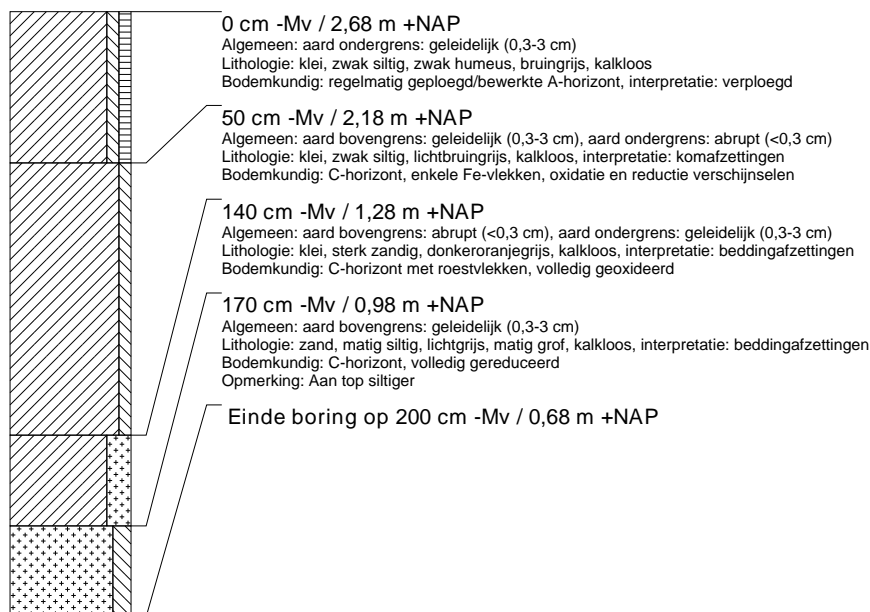 0 cm -Mv / 2,68 m +NAP
Algemeen: aard ondergrens: geleidelijk (0,3-3 cm)
Lithologie: klei, zwak siltig, zwak humeus, bruingrijs, kalkloos
Bodemkundig: regelmatig geploegd/bewerkte A-horizont, interpretatie: verploegd
50 cm -Mv / 2,18 m +NAP
Algemeen: aard bovengrens: geleidelijk (0,3-3 cm), aard ondergrens: abrupt (<0,3 cm)
Lithologie: klei, zwak siltig, lichtbruingrijs, kalkloos, interpretatie: komafzettingen
Bodemkundig: C-horizont, enkele Fe-vlekken, oxidatie en reductie verschijnselen
140 cm -Mv / 1,28 m +NAP
Algemeen: aard bovengrens: abrupt (<0,3 cm), aard ondergrens: geleidelijk (0,3-3 cm)
Lithologie: klei, sterk zandig, donkeroranjegrijs, kalkloos, interpretatie: beddingafzettingen
Bodemkundig: C-horizont met roestvlekken, volledig geoxideerd
170 cm -Mv / 0,98 m +NAP
Algemeen: aard bovengrens: geleidelijk (0,3-3 cm)
Lithologie: zand, matig siltig, lichtgrijs, matig grof, kalkloos, interpretatie: beddingafzettingen
Bodemkundig: C-horizont, volledig gereduceerd
Opmerking: Aan top siltiger
Einde boring op 200 cm -Mv / 0,68 m +NAP